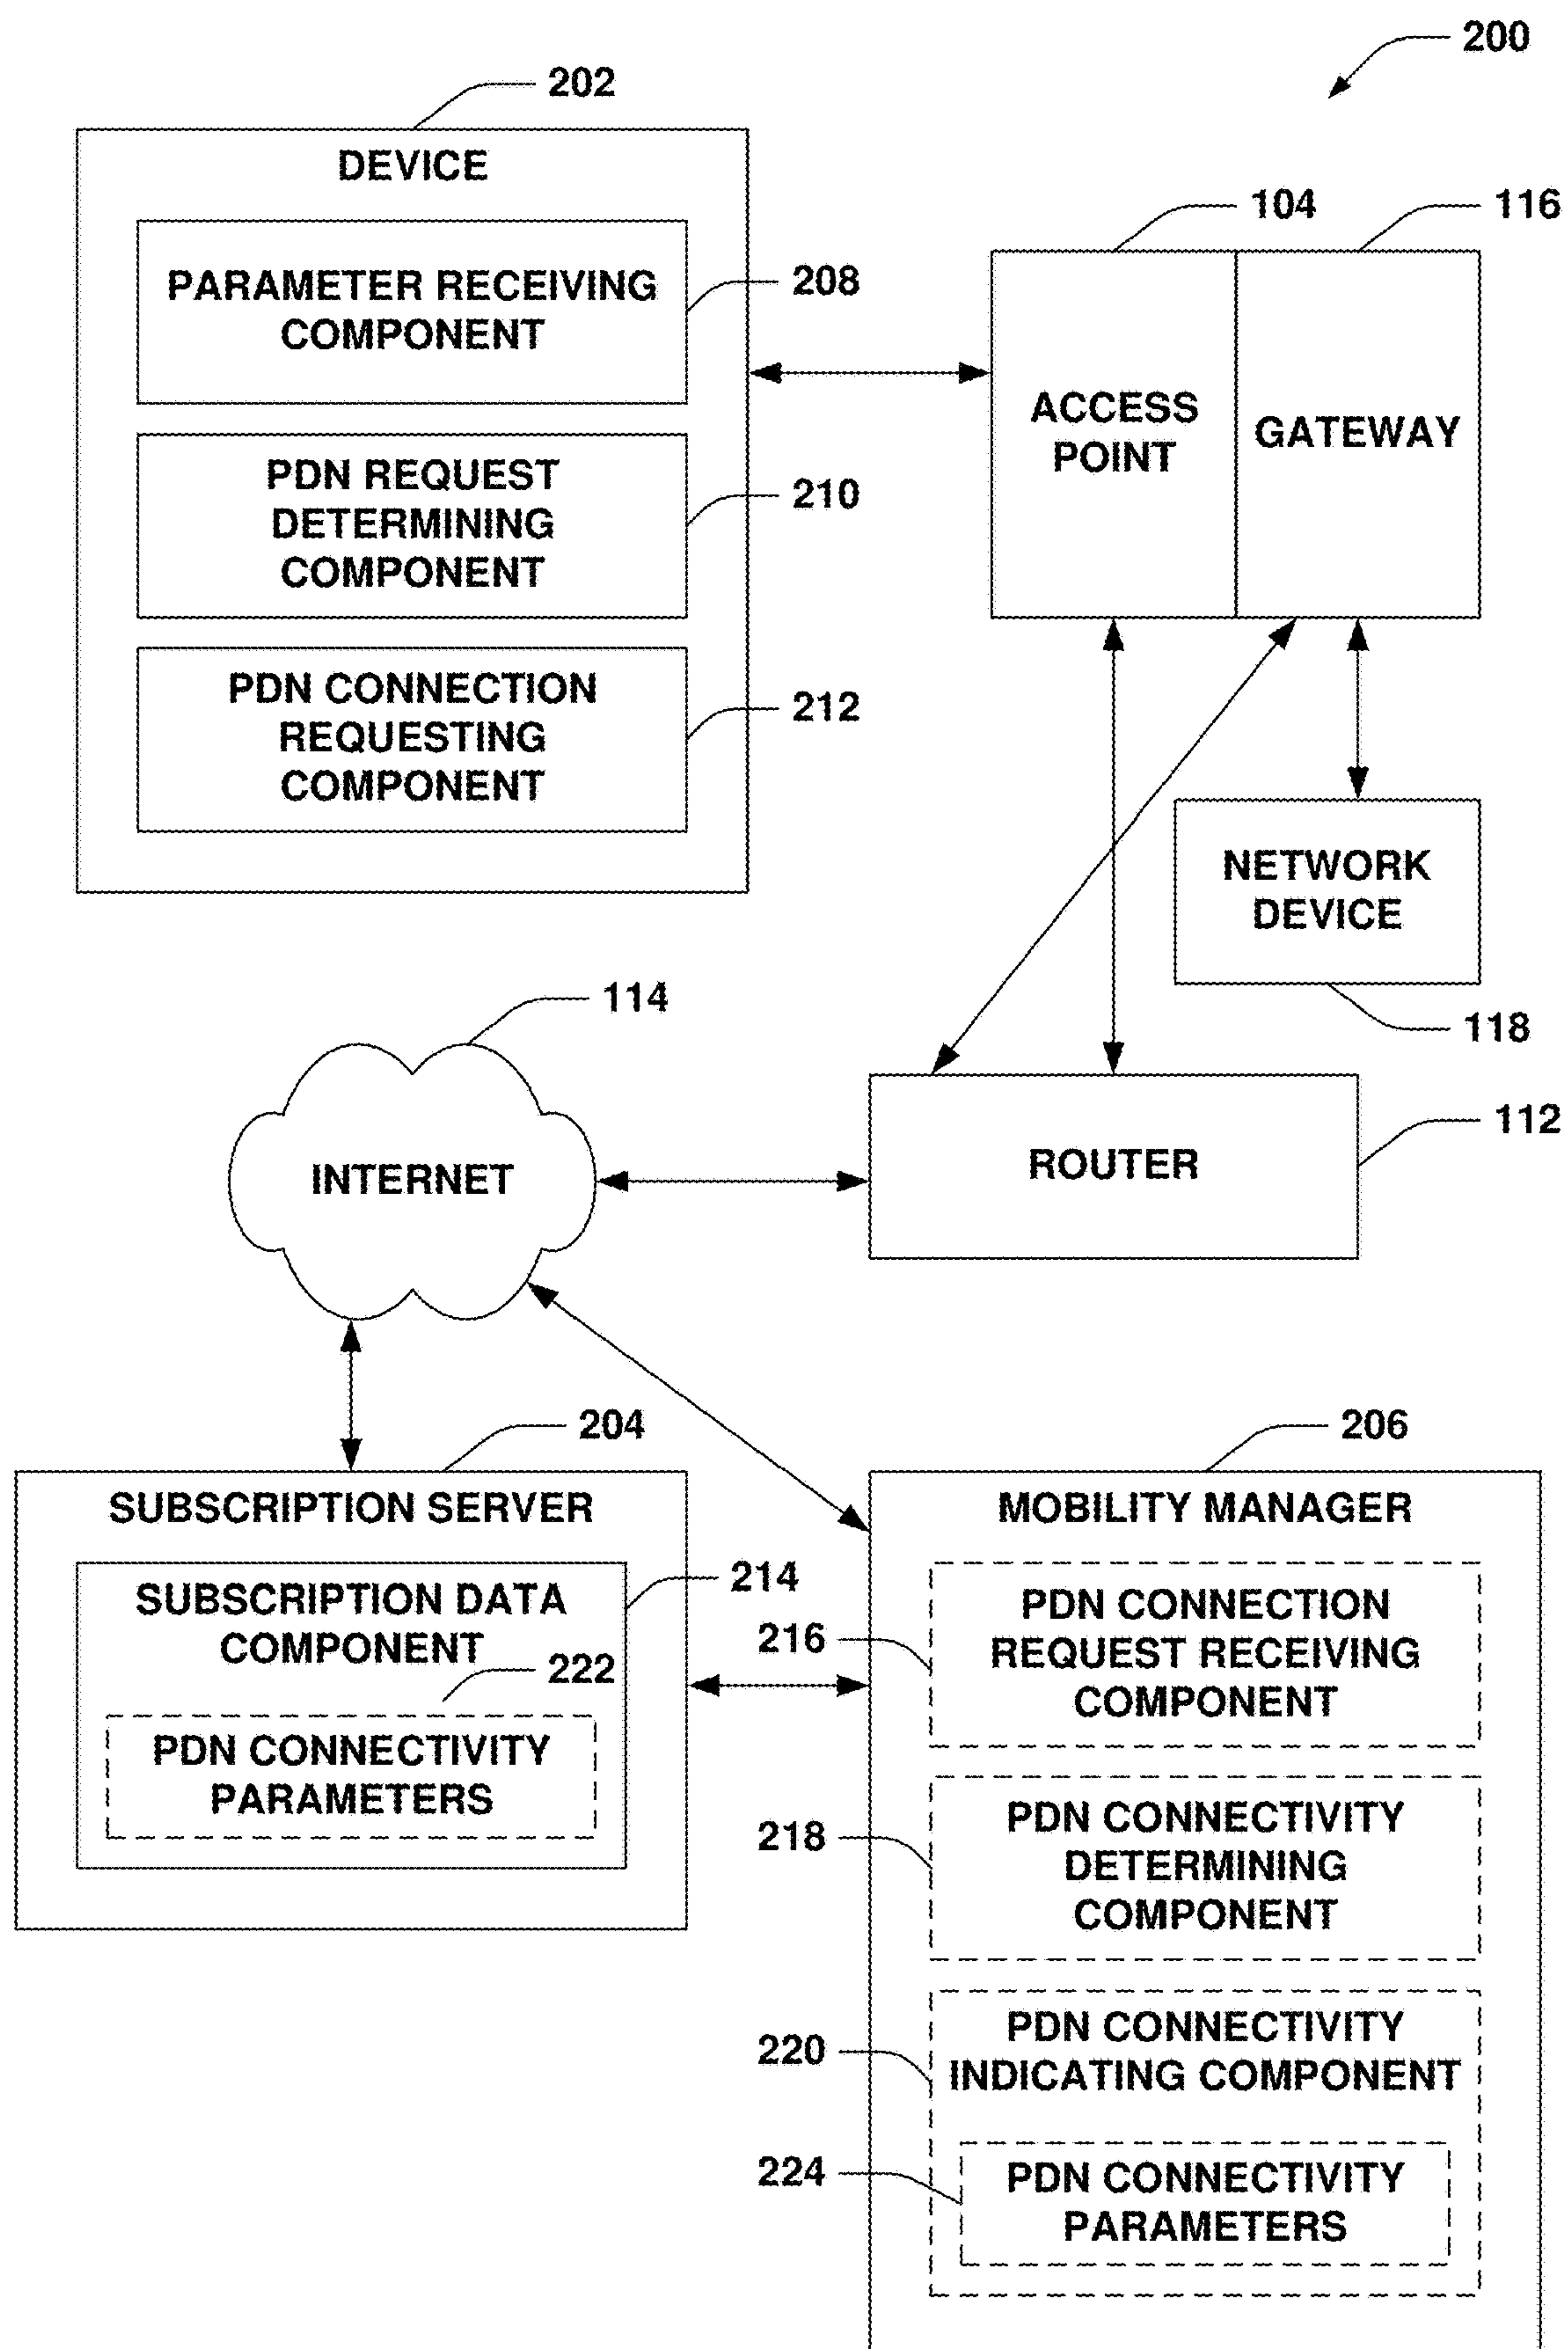 200
202
DEVICE
104
116
PARAMETER RECEIVING
COMPONENT
208
ACCESS
POINT
GATEWAY
PDN REQUEST
DETERMINING
COMPONENT
210
PDN CONNECTION
REQUESTING
COMPONENT
212
NETWORK
DEVICE
118
114
INTERNET
112
ROUTER
204
SUBSCRIPTION SERVER
SUBSCRIPTION DATA
COMPONENT
214
222
PDN CONNECTIVITY
PARAMETERS
206
MOBILITY MANAGER
PDN CONNECTION
REQUEST RECEIVING
COMPONENT
216
PDN CONNECTIVITY
DETERMINING
COMPONENT
218
PDN CONNECTIVITY
INDICATING COMPONENT
220
PDN CONNECTIVITY
PARAMETERS
224